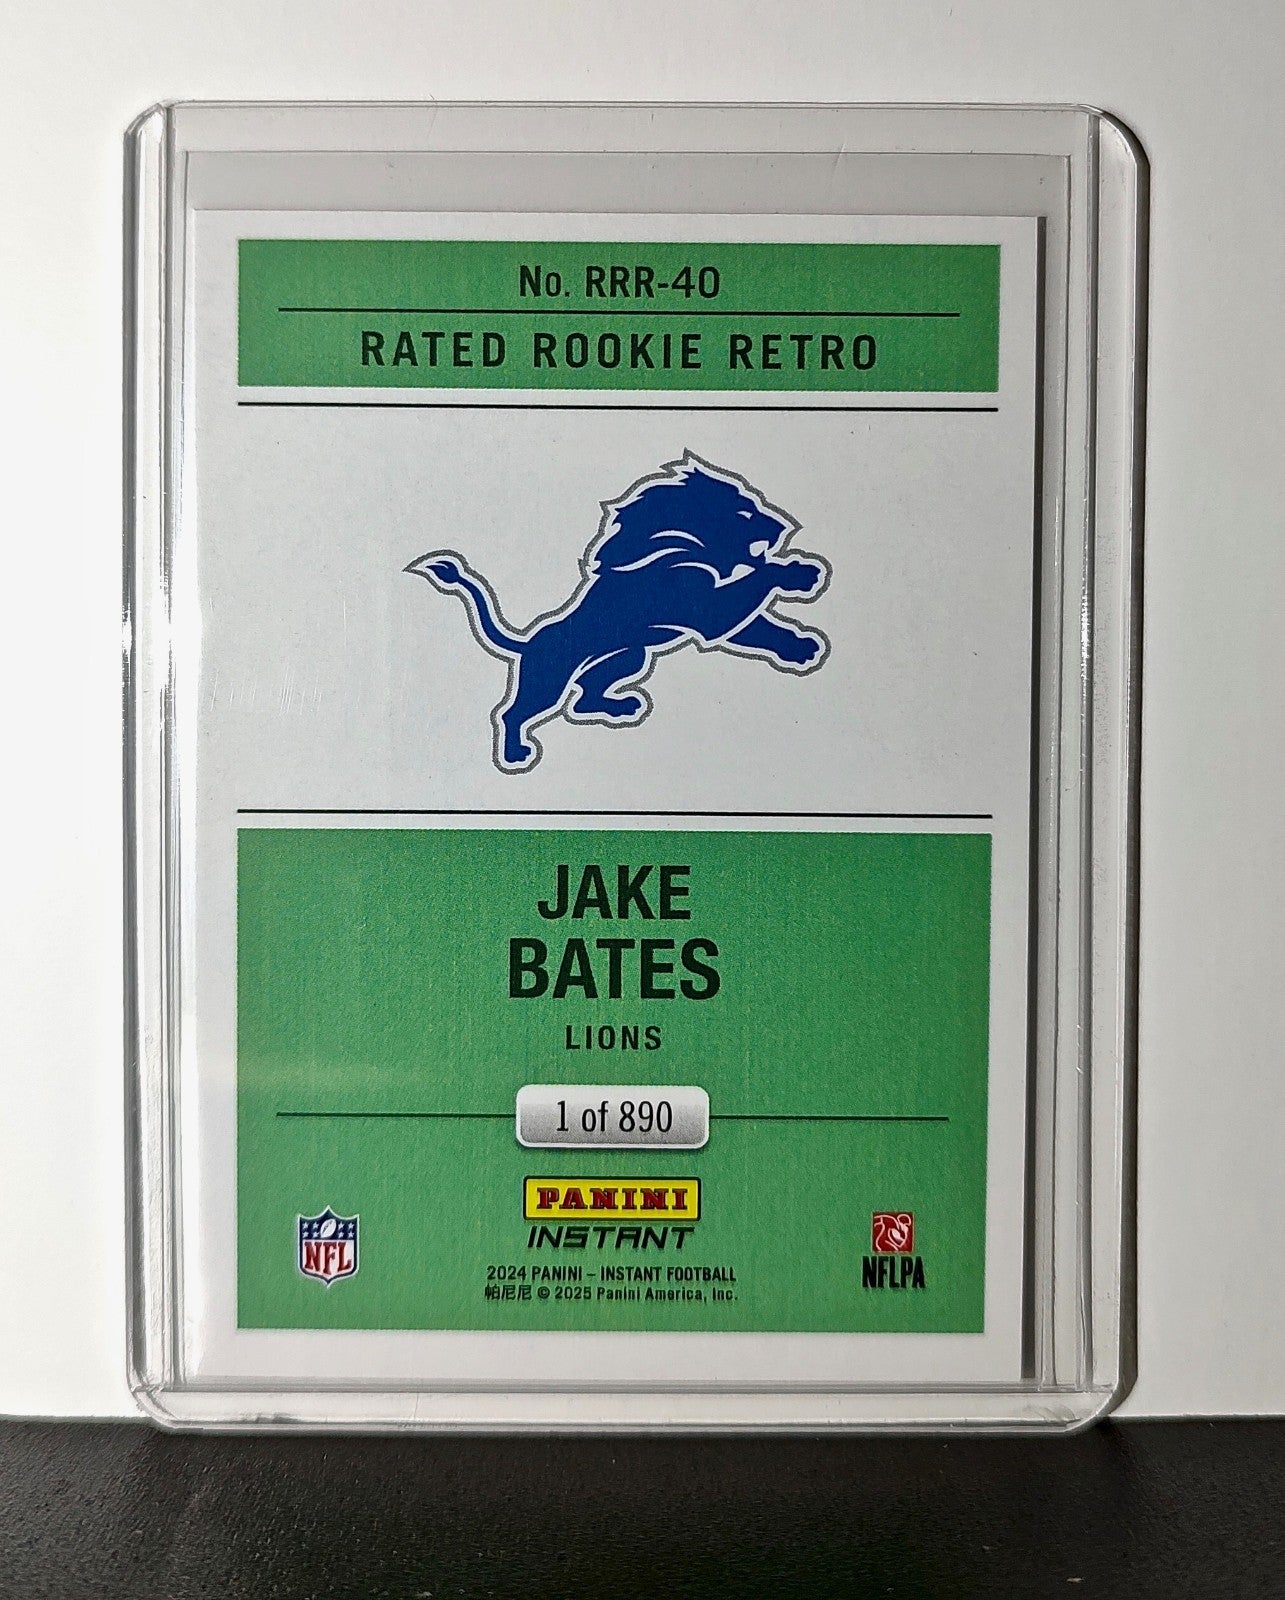 No. RRR-40
RATED ROOKIE RETRO
JAKE
BATES
LIONS
1 of 890
PANINI
INSTANT
NFL
NFLPA
2024 PANINI – INSTANT FOOTBALL
帕尼尼 © 2025 Panini America, Inc.